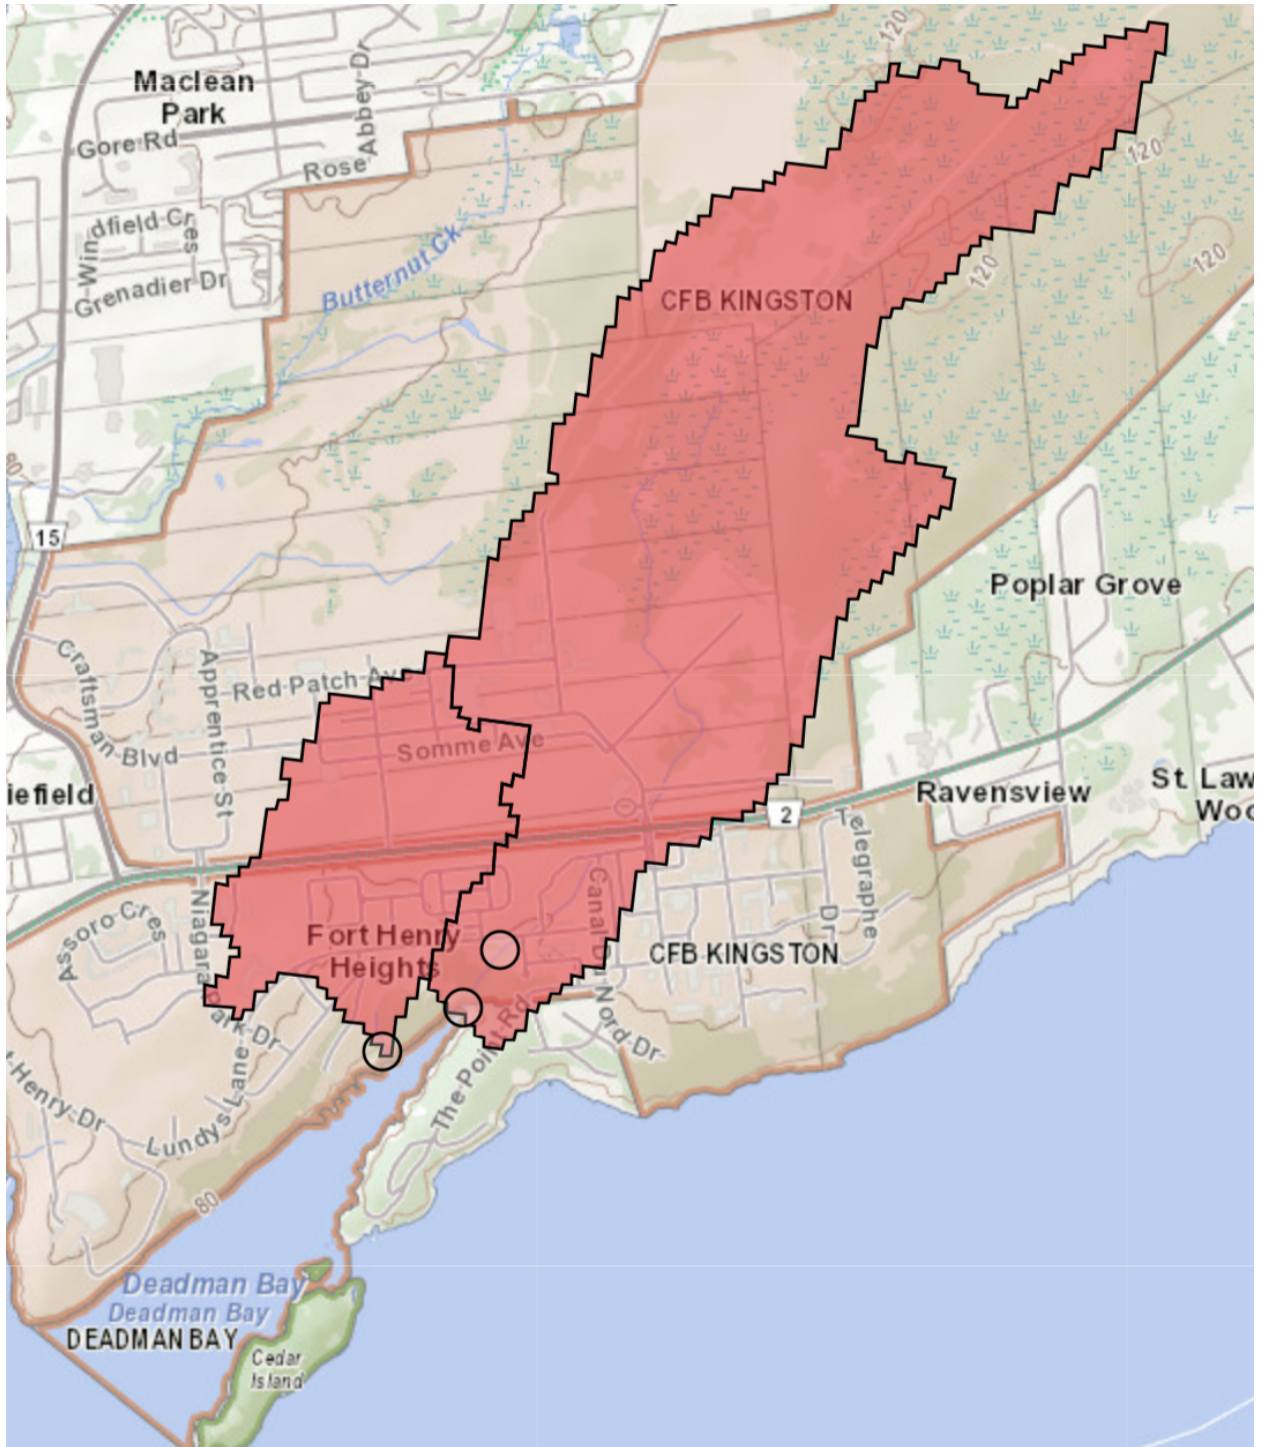 120
Maclean
Park
Abbey-Dr
Gore Rd
Rose
120
Windfield-Cres
Butternut Ck
120
120
Grenadier Dr
CFB KINGSTON
80
15
Poplar Grove
Craftsman-Blvd
Apprentice-St
Red-Patch-Av
Somme Ave
iefield
Ravensview
St. Law
Woo
2
Telegraphe
Dr
Niagara-Park-Dr
Assoro-Cres
Fort Henry
Heights
Canal Du Nord-Dr
CFB KINGSTON
The Point-Rd
t-Henry-Dr
Lundys Lane
80
Deadman Bay
Deadman Bay
DEADMAN BAY
Cedar
Island